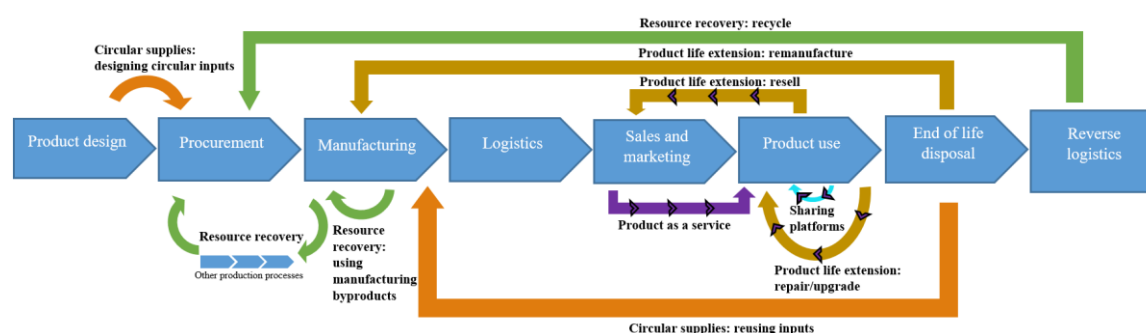 Resource recovery: recycle
Circular supplies:
designing circular inputs
Product life extension: remanufacture
Product life extension: resell
Product design
Procurement
Manufacturing
Logistics
Sales and
marketing
Product use
End of life
disposal
Reverse
logistics
Resource recovery
Other production processes
Resource
recovery:
using
manufacturing
byproducts
Product as a service
Sharing
platforms
Product life extension:
repair/upgrade
Circular supplies: reusing inputs